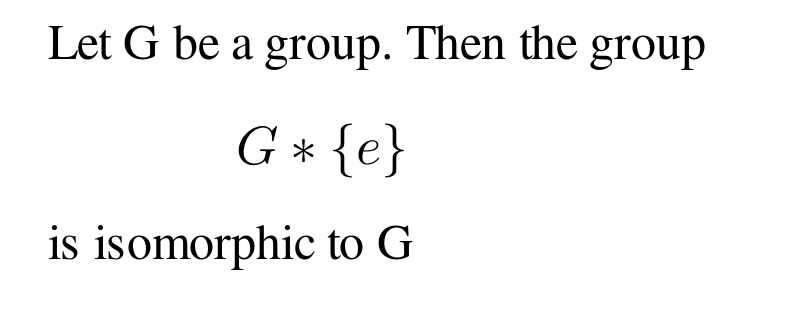 Let G be a group. Then the group
G * {e}
is isomorphic to G